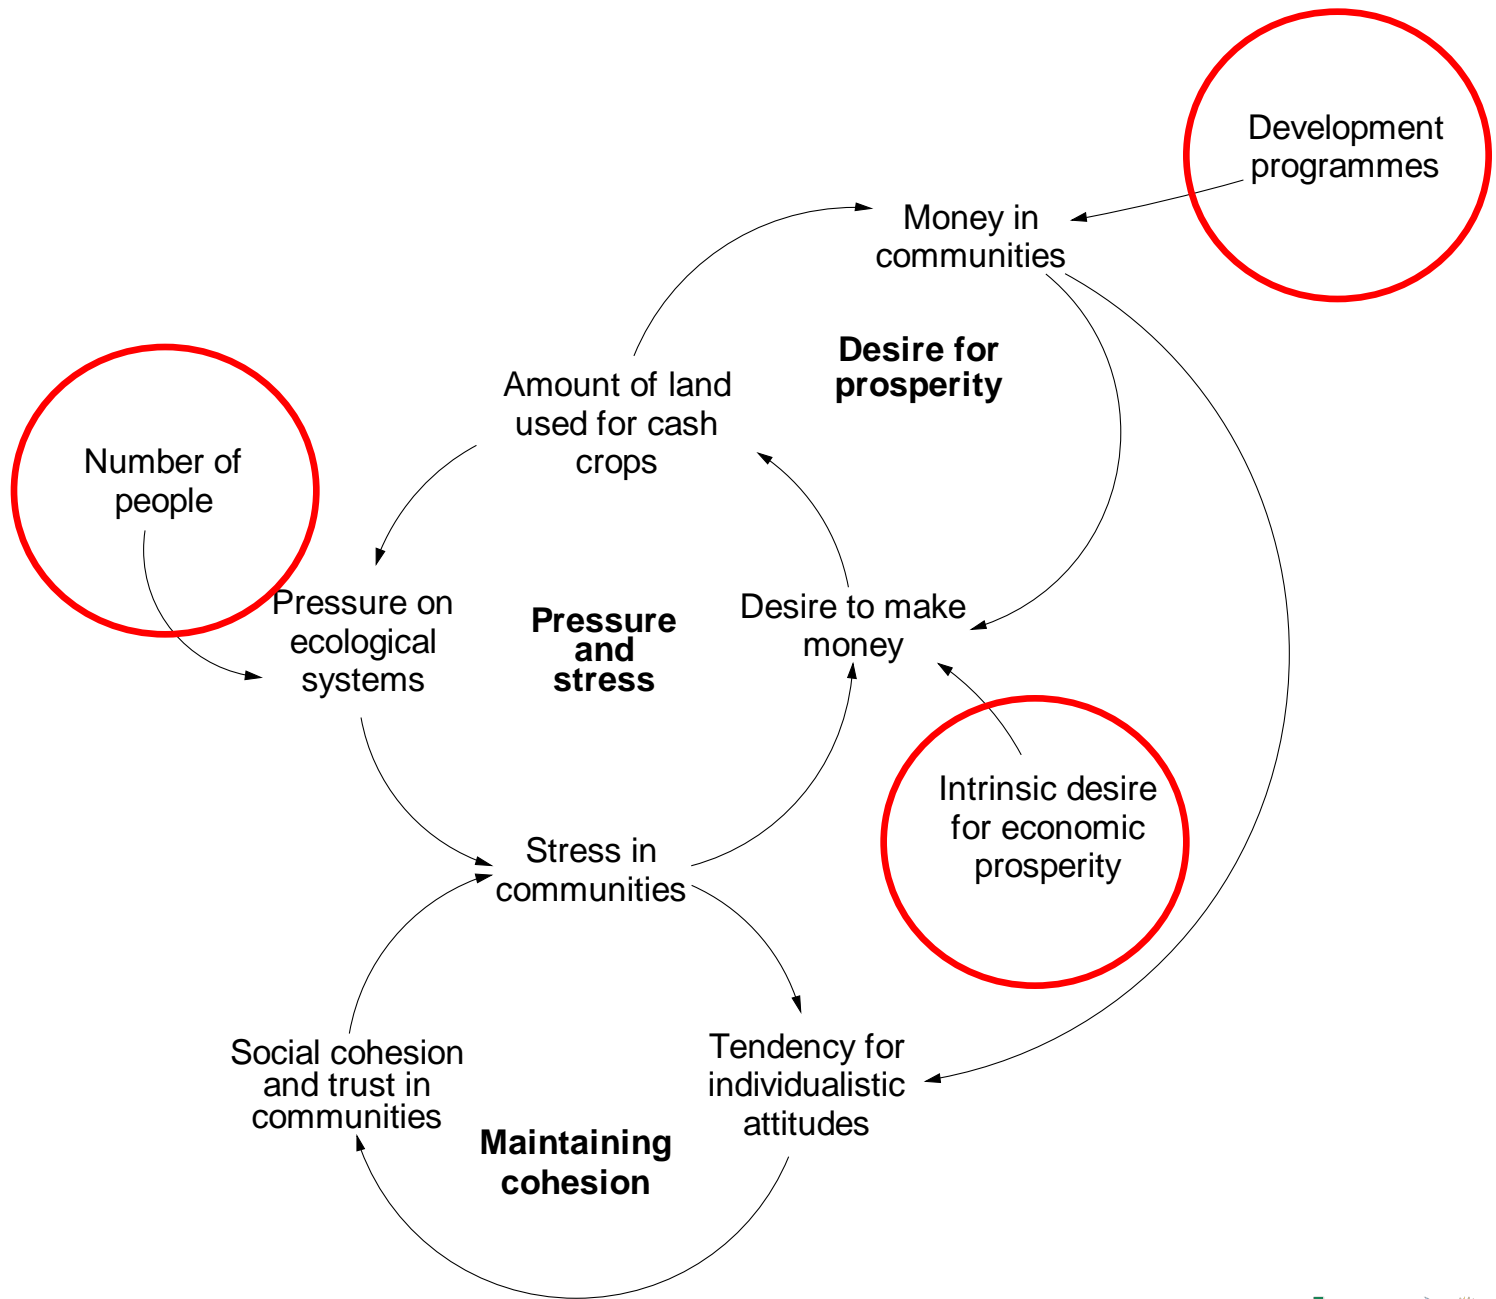 Development
programmes
Money in
communities
Desire for
prosperity
Amount of land
used for cash
crops
Number of
people
Pressure on
ecological
systems
Pressure
and
stress
Desire to make
money
Intrinsic desire
for economic
prosperity
Stress in
communities
Social cohesion
and trust in
communities
Tendency for
individualistic
attitudes
Maintaining
cohesion